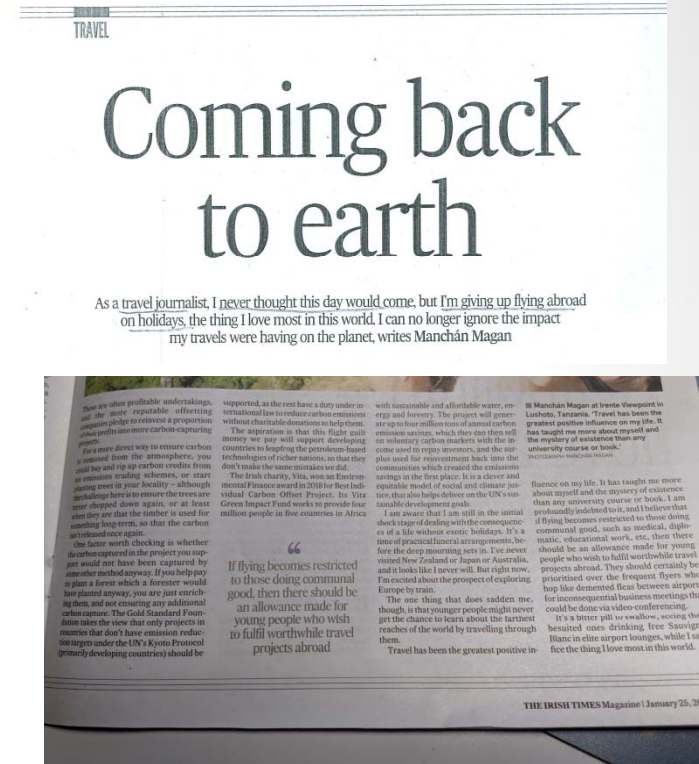 TRAVEL
Coming back
to earth
As a travel journalist, I never thought this day would come, but I'm giving up flying abroad
on holidays, the thing I love most in this world. I can no longer ignore the impact
my travels were having on the planet, writes Manchán Magan
These are often profitable undertakings,
and the more reputable offsetting
companies pledge to reinvest a proportion
of their profits into more carbon-capturing
projects.
For a more direct way to ensure carbon
is removed from the atmosphere, you
could buy and rip up carbon credits from
emissions trading schemes, or start
planting trees in your locality – although
the challenge here is to ensure the trees are
never chopped down again, or at least
when they are that the timber is used for
something long-term, so that the carbon
isn't released once again.
One factor worth checking is whether
the carbon captured in the project you sup-
port would not have been captured by
some other method anyway. If you help pay
to plant a forest which a forester would
have planted anyway, you are just enrich-
ing them, and not ensuring any additional
carbon capture. The Gold Standard Foun-
dation takes the view that only projects in
countries that don't have emission reduc-
tion targets under the UN's Kyoto Protocol
(primarily developing countries) should be
supported, as the rest have a duty under in-
ternational law to reduce carbon emissions
without charitable donations to help them.
The aspiration is that this flight guilt
money we pay will support developing
countries to leapfrog the petroleum-based
technologies of richer nations, so that they
don't make the same mistakes we did.
The Irish charity, Vita, won an Environ-
mental Finance award in 2018 for Best Indi-
vidual Carbon Offset Project. Its Vita
Green Impact Fund works to provide four
million people in five countries in Africa
“
If flying becomes restricted
to those doing communal
good, then there should be
an allowance made for
young people who wish
to fulfil worthwhile travel
projects abroad
with sustainable and affordable water, en-
ergy and forestry. The project will gener-
ate up to four million tons of annual carbon
emission savings, which they can then sell
on voluntary carbon markets with the in-
come used to repay investors, and the sur-
plus used for reinvestment back into the
communities which created the emissions
savings in the first place. It is a clever and
equitable model of social and climate jus-
tice, that also helps deliver on the UN's sus-
tainable development goals.
I am aware that I am still in the initial
shock stage of dealing with the consequenc-
es of a life without exotic holidays. It's a
time of practical funeral arrangements, be-
fore the deep mourning sets in. I've never
visited New Zealand or Japan or Australia,
and it looks like I never will. But right now,
I'm excited about the prospect of exploring
Europe by train.
The one thing that does sadden me,
though, is that younger people might never
get the chance to learn about the farthest
reaches of the world by travelling through
them.
Travel has been the greatest positive in-
Manchán Magan at Irente Viewpoint in
Lushoto, Tanzania. 'Travel has been the
greatest positive influence on my life. It
has taught me more about myself and
the mystery of existence than any
university course or book.'
PHOTOGRAPH: MANCHÁN MAGAN
fluence on my life. It has taught me more
about myself and the mystery of existence
than any university course or book. I am
profoundly indebted to it, and I believe that
if flying becomes restricted to those doing
communal good, such as medical, diplo-
matic, educational work, etc, then there
should be an allowance made for young
people who wish to fulfil worthwhile travel
projects abroad. They should certainly be
prioritised over the frequent flyers who
hop like demented fleas between airports
for inconsequential business meetings tha
could be done via video-conferencing.
It's a bitter pill to swallow, seeing the
besuited ones drinking free Sauvig
Blanc in elite airport lounges, while I s
fice the thing I love most in this world.
THE IRISH TIMES Magazine | January 25, 20